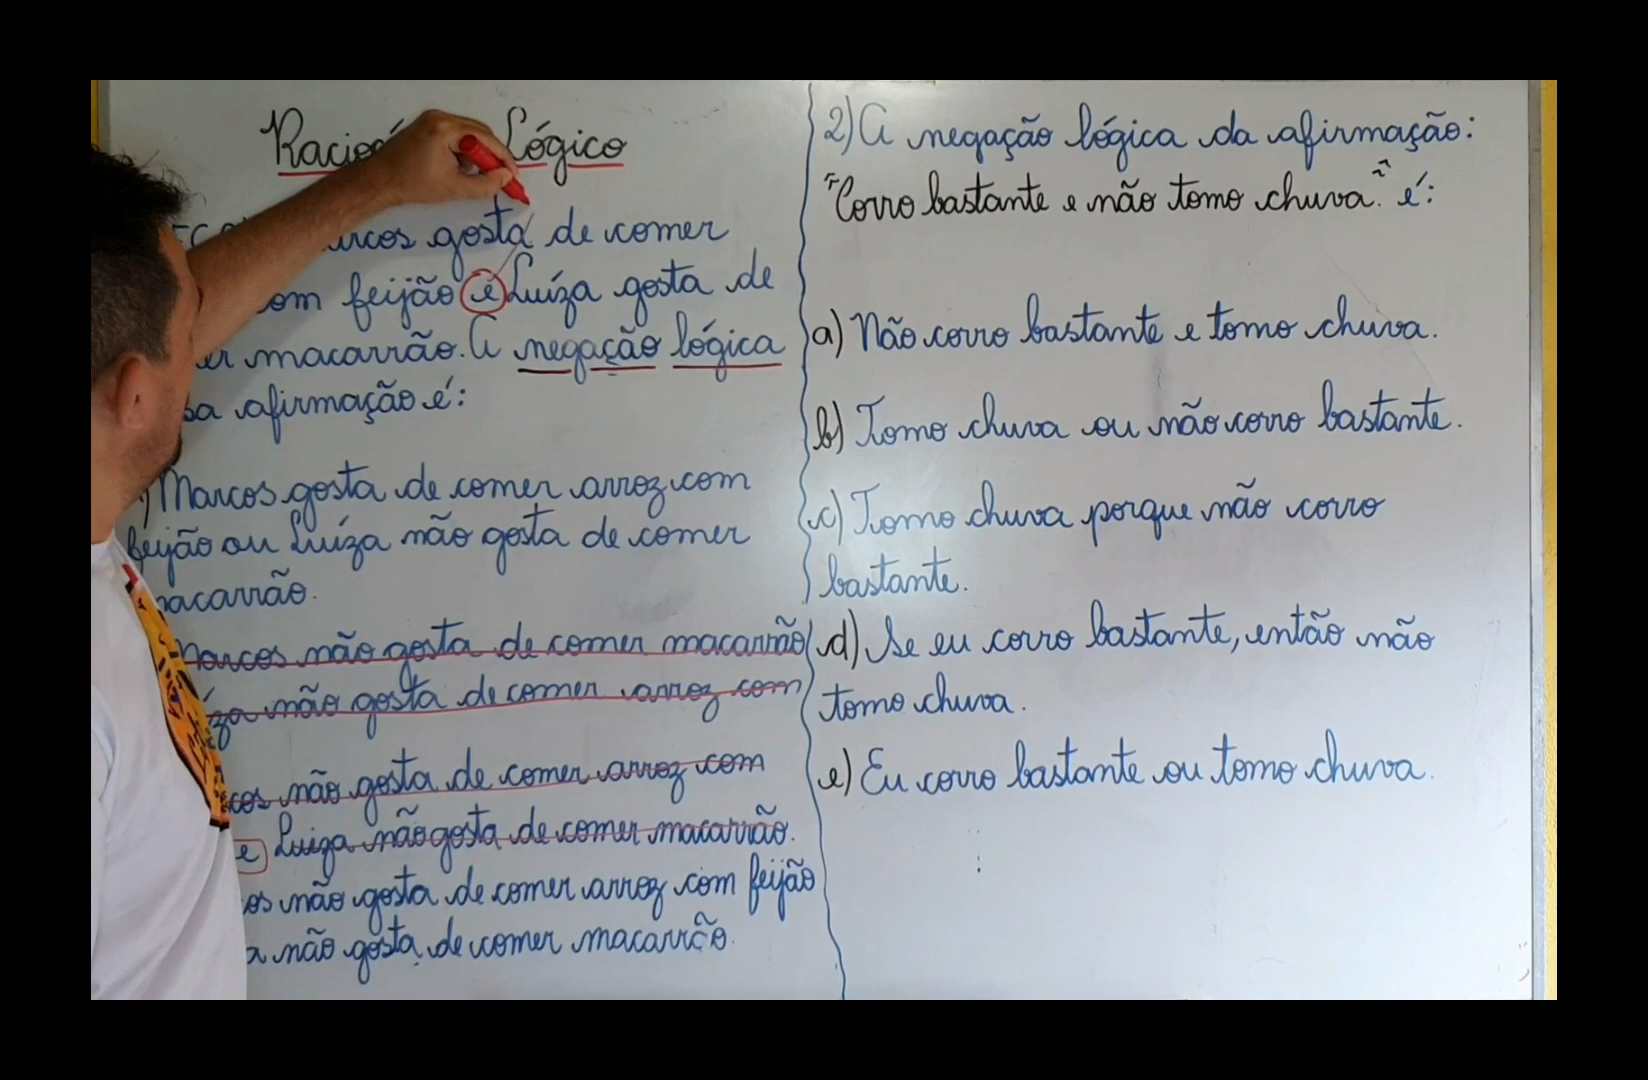 Lógico
gosta de comer
feijão e Luíza gosta de
macarrão. A negação lógica
afirmação é:
Marcos gosta de comer arroz com
feijão ou Luíza não gosta de comer
macarrão.
Marcos não gosta de comer macarrão
não gosta de comer arroz com
não gosta de comer arroz com
e Luiza não gosta de comer macarrão.
não gosta de comer arroz com feijão
não gosta de comer macarrão.
2) A negação lógica da afirmação:
"Corro bastante e não tomo chuva." é:
a) Não corro bastante e tomo chuva.
b) Tomo chuva ou não corro bastante.
c) Tomo chuva porque não corro
bastante.
d) Se eu corro bastante, então não
tomo chuva.
e) Eu corro bastante ou tomo chuva.